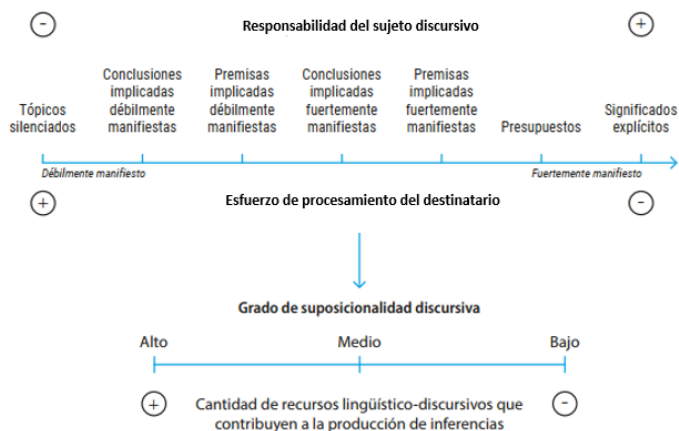 - Responsabilidad del sujeto discursivo +
Tópicos
silenciados
Conclusiones
implicadas
débilmente
manifiestas
Premisas
implicadas
débilmente
manifiestas
Conclusiones
implicadas
fuertemente
manifiestas
Premisas
implicadas
fuertemente
manifiestas
Presupuestos
Significados
explícitos
Débilmente manifiesto Fuertemente manifiesto
+ Esfuerzo de procesamiento del destinatario -
Grado de suposicionalidad discursiva
Alto Medio Bajo
+ Cantidad de recursos lingüístico-discursivos que -
contribuyen a la producción de inferencias